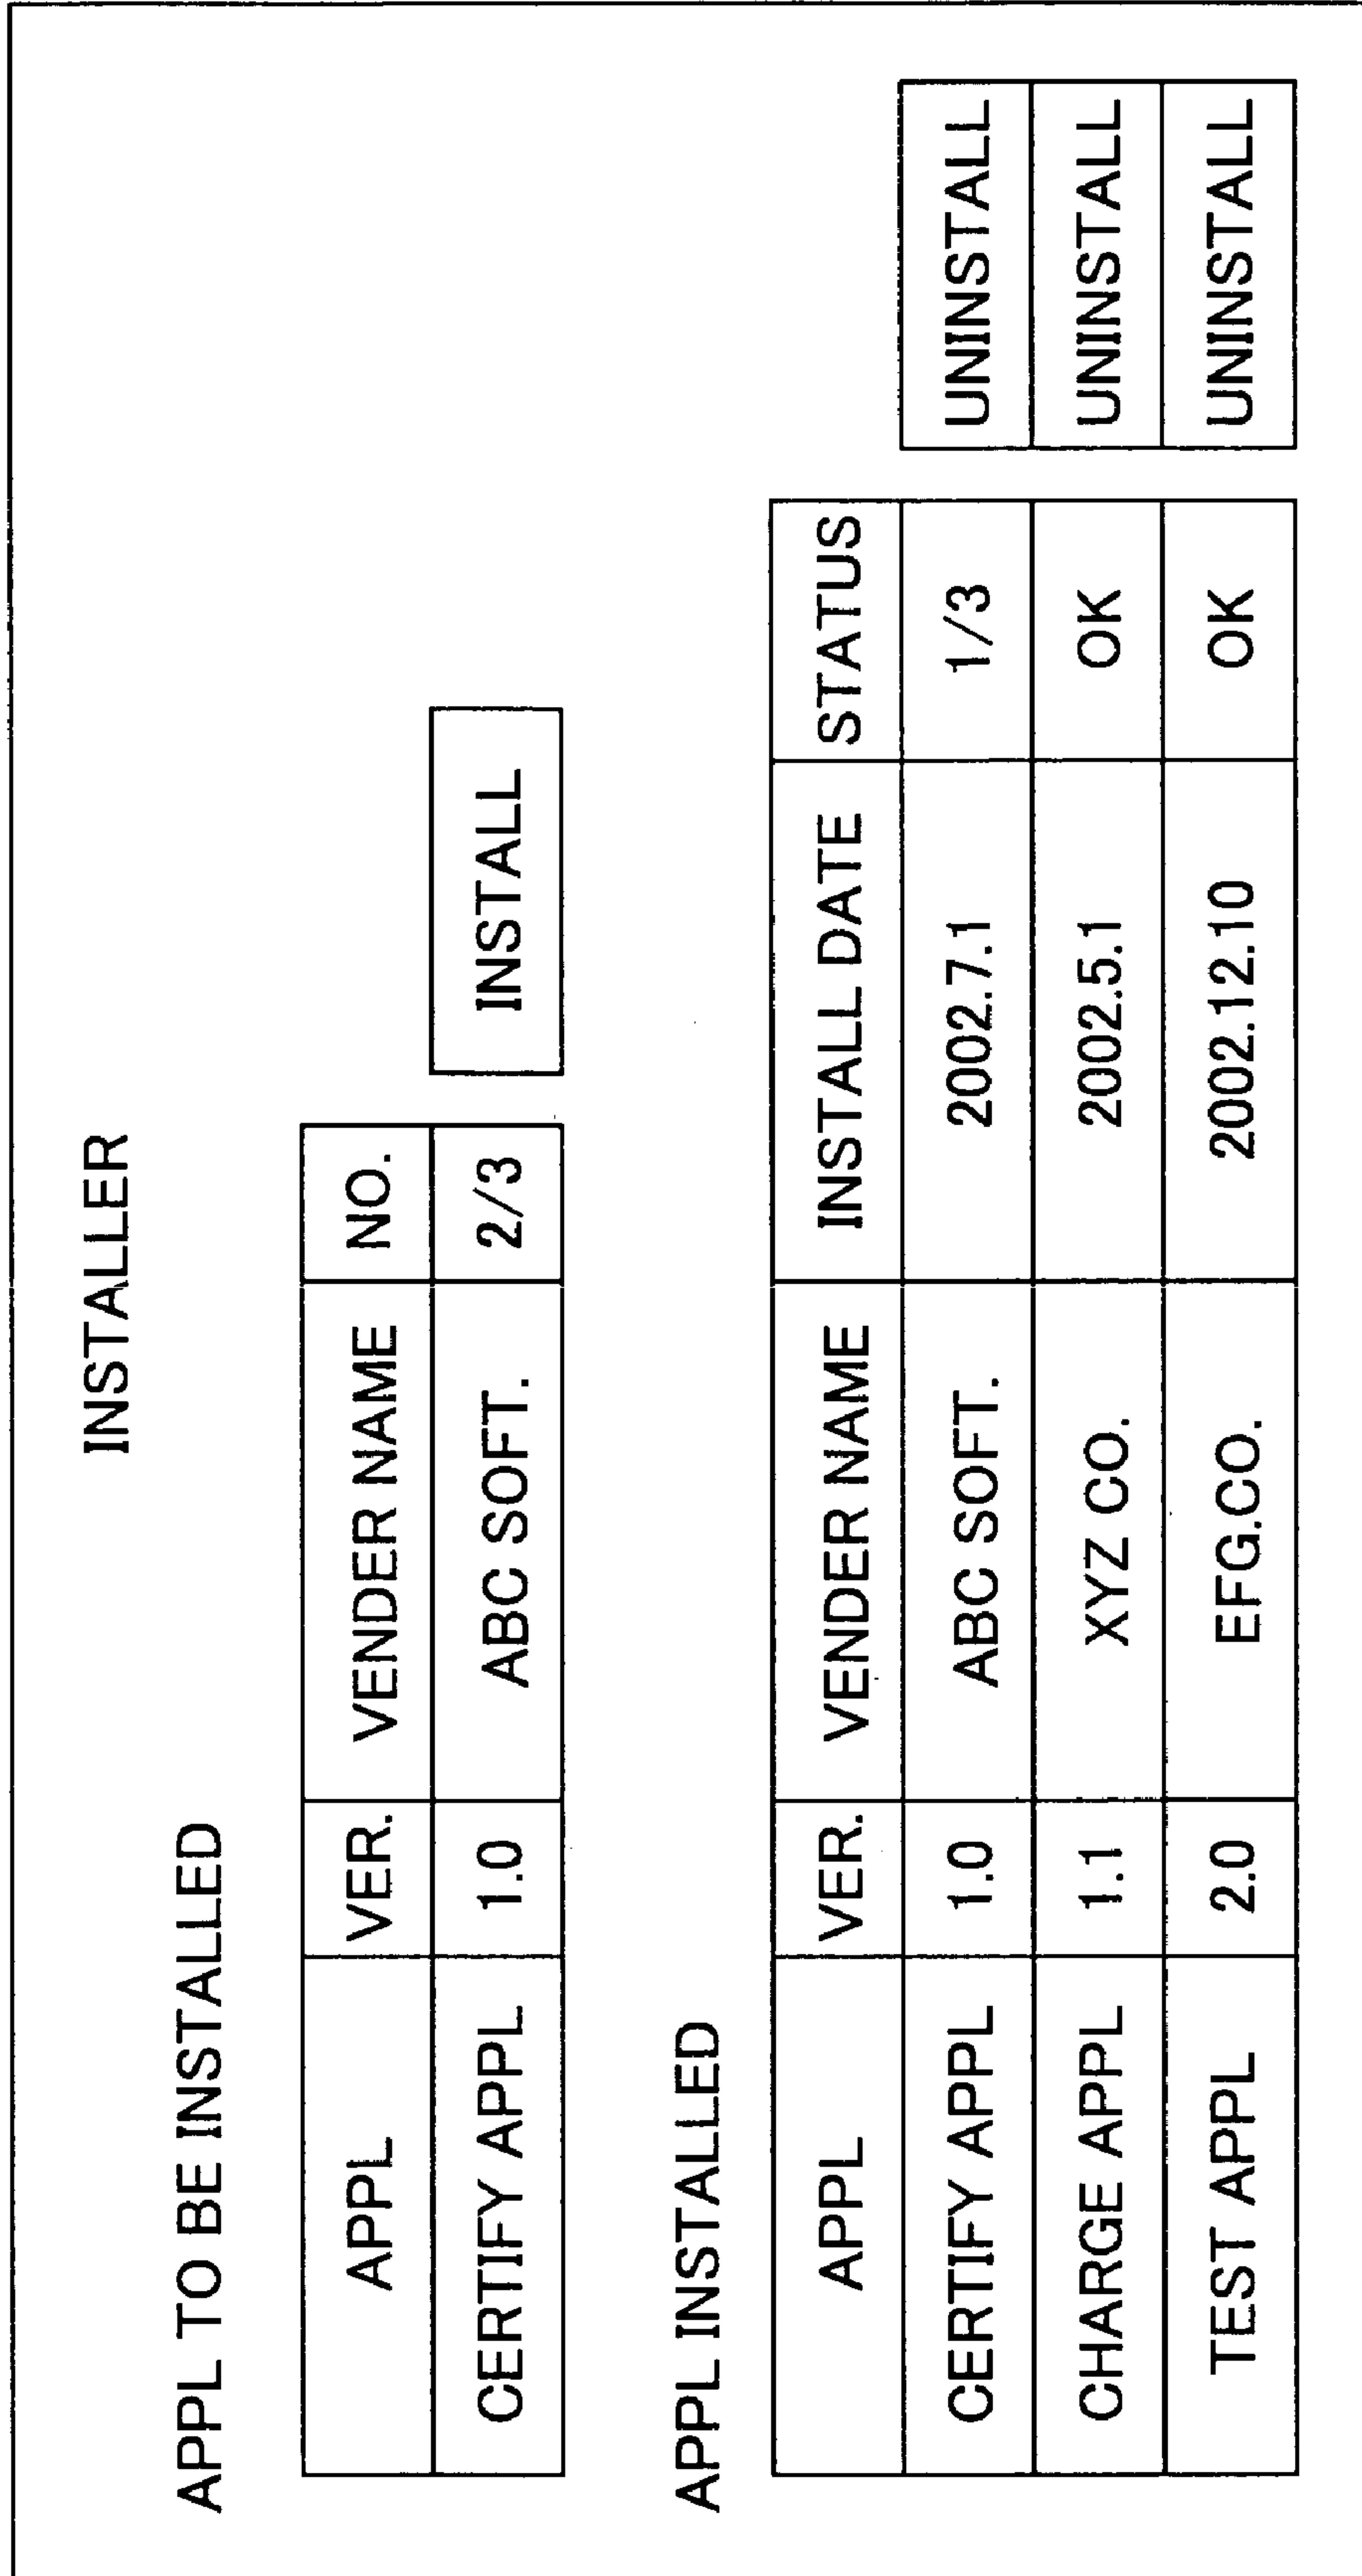 INSTALLER
APPL TO BE INSTALLED
APPL VER. VENDER NAME NO.
CERTIFY APPL 1.0 ABC SOFT. 2/3 INSTALL
APPL INSTALLED
APPL VER. VENDER NAME INSTALL DATE STATUS
CERTIFY APPL 1.0 ABC SOFT. 2002.7.1 1/3 UNINSTALL
CHARGE APPL 1.1 XYZ CO. 2002.5.1 OK UNINSTALL
TEST APPL 2.0 EFG.CO. 2002.12.10 OK UNINSTALL